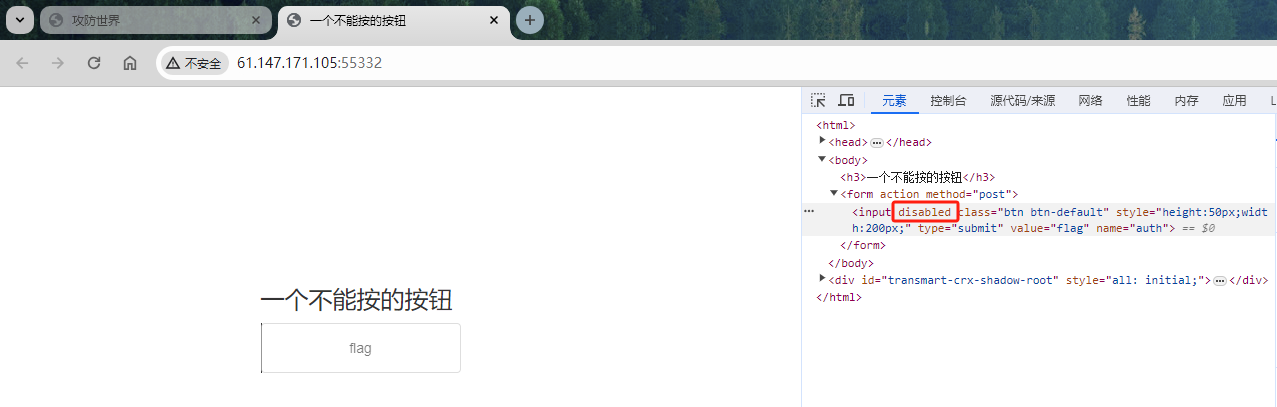 攻防世界
一个不能按的按钮
不安全 61.147.171.105:55332
元素 控制台 源代码/来源 网络 性能 内存 应用 L
<html>
<head> ··· </head>
<body>
<h3>一个不能按的按钮</h3>
<form action method="post">
··· <input disabled class="btn btn-default" style="height:50px;widt
h:200px;" type="submit" value="flag" name="auth"> == $0
</form>
</body>
<div id="transmart-crx-shadow-root" style="all: initial;"> ··· </div>
</html>
一个不能按的按钮
flag